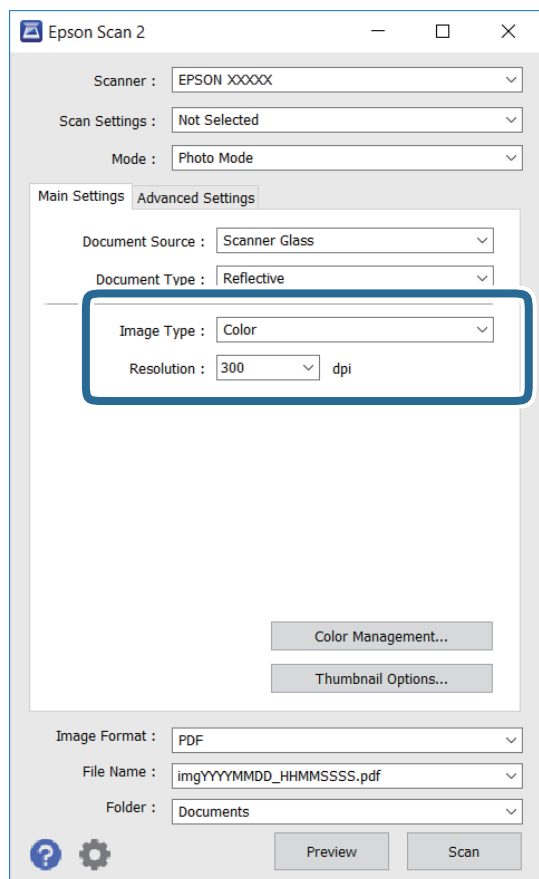 Epson Scan 2
Scanner : EPSON XXXXX
Scan Settings : Not Selected
Mode : Photo Mode
Main Settings Advanced Settings
Document Source : Scanner Glass
Document Type : Reflective
Image Type : Color
Resolution : 300 dpi
Color Management...
Thumbnail Options...
Image Format : PDF
File Name : imgYYYYMMDD_HHMMSSSS.pdf
Folder : Documents
? Preview Scan